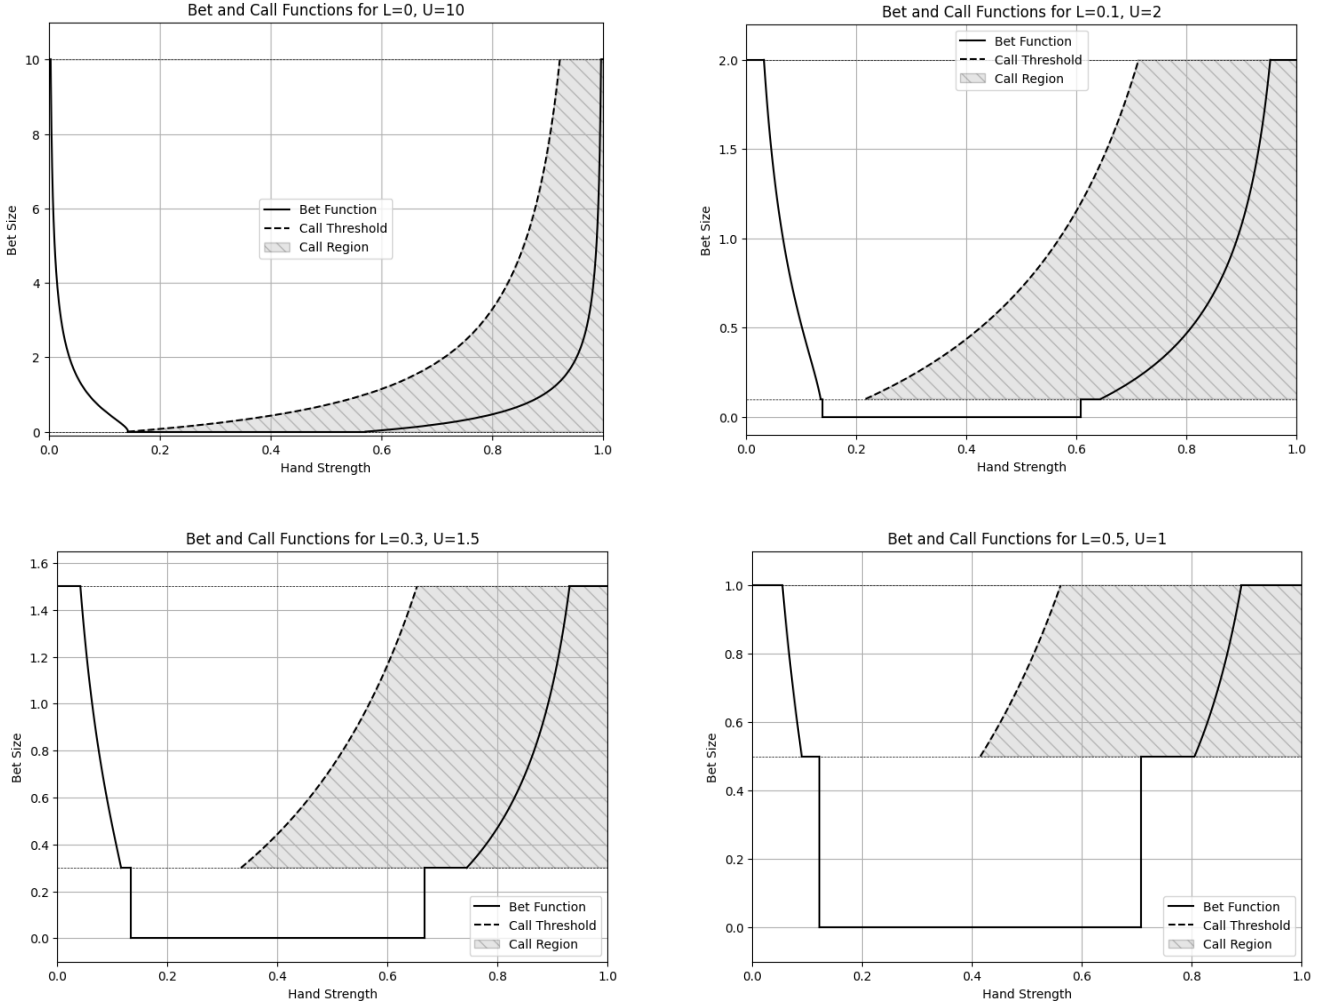 Bet and Call Functions for L=0, U=10
10
8
6
4
2
0
Bet Size
Bet Function
Call Threshold
Call Region
0.0 0.2 0.4 0.6 0.8 1.0
Hand Strength
Bet and Call Functions for L=0.1, U=2
2.0
1.5
1.0
0.5
0.0
Bet Size
Bet Function
Call Threshold
Call Region
0.0 0.2 0.4 0.6 0.8 1.0
Hand Strength
Bet and Call Functions for L=0.3, U=1.5
1.6
1.4
1.2
1.0
0.8
0.6
0.4
0.2
0.0
Bet Size
Bet Function
Call Threshold
Call Region
0.0 0.2 0.4 0.6 0.8 1.0
Hand Strength
Bet and Call Functions for L=0.5, U=1
1.0
0.8
0.6
0.4
0.2
0.0
Bet Size
Bet Function
Call Threshold
Call Region
0.0 0.2 0.4 0.6 0.8 1.0
Hand Strength